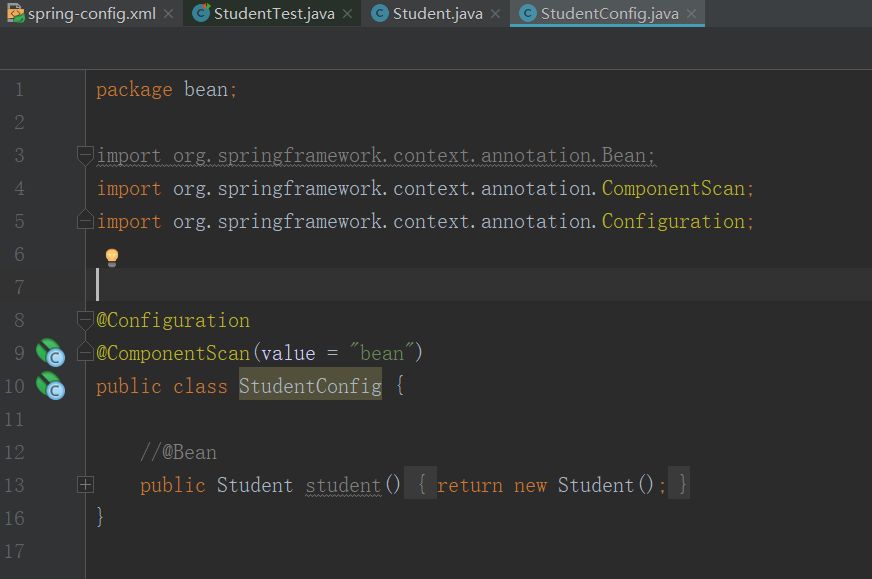 spring-config.xml × StudentTest.java × Student.java × StudentConfig.java ×
1 package bean;
2
3 import org.springframework.context.annotation.Bean;
4 import org.springframework.context.annotation.ComponentScan;
5 import org.springframework.context.annotation.Configuration;
6
7
8 @Configuration
9 @ComponentScan(value = "bean")
10 public class StudentConfig {
11
12 //@Bean
13 public Student student() { return new Student(); }
16 }
17